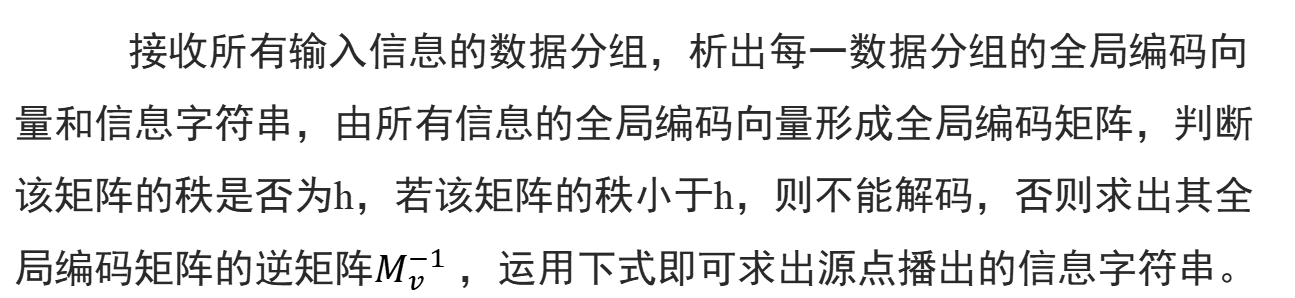 接收所有输入信息的数据分组，析出每一数据分组的全局编码向
量和信息字符串，由所有信息的全局编码向量形成全局编码矩阵，判断
该矩阵的秩是否为h，若该矩阵的秩小于h，则不能解码，否则求出其全
局编码矩阵的逆矩阵$M_v^{-1}$，运用下式即可求出源点播出的信息字符串。